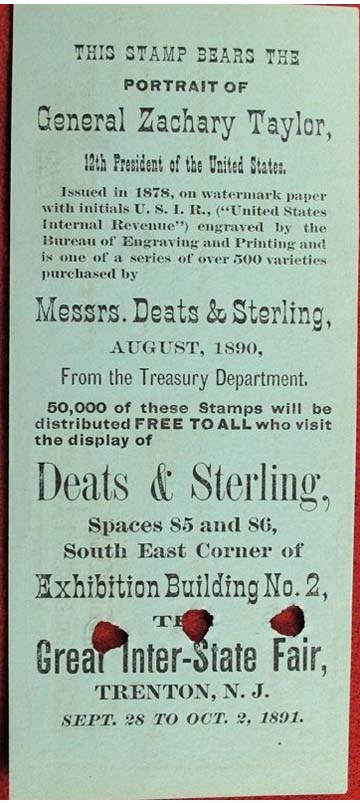 THIS STAMP BEARS THE
PORTRAIT OF
General Zachary Taylor,
12th President of the United States.
Issued in 1878, on watermark paper
with initials U. S. I. R., ("United States
Internal Revenue") engraved by the
Bureau of Engraving and Printing and
is one of a series of over 500 varieties
purchased by
Messrs. Deats & Sterling,
AUGUST, 1890,
From the Treasury Department.
50,000 of these Stamps will be
distributed FREE TO ALL who visit
the display of
Deats & Sterling,
Spaces 85 and 86,
South East Corner of
Exhibition Building No. 2,
Great Inter-State Fair,
TRENTON, N. J.
SEPT. 28 TO OCT. 2, 1891.